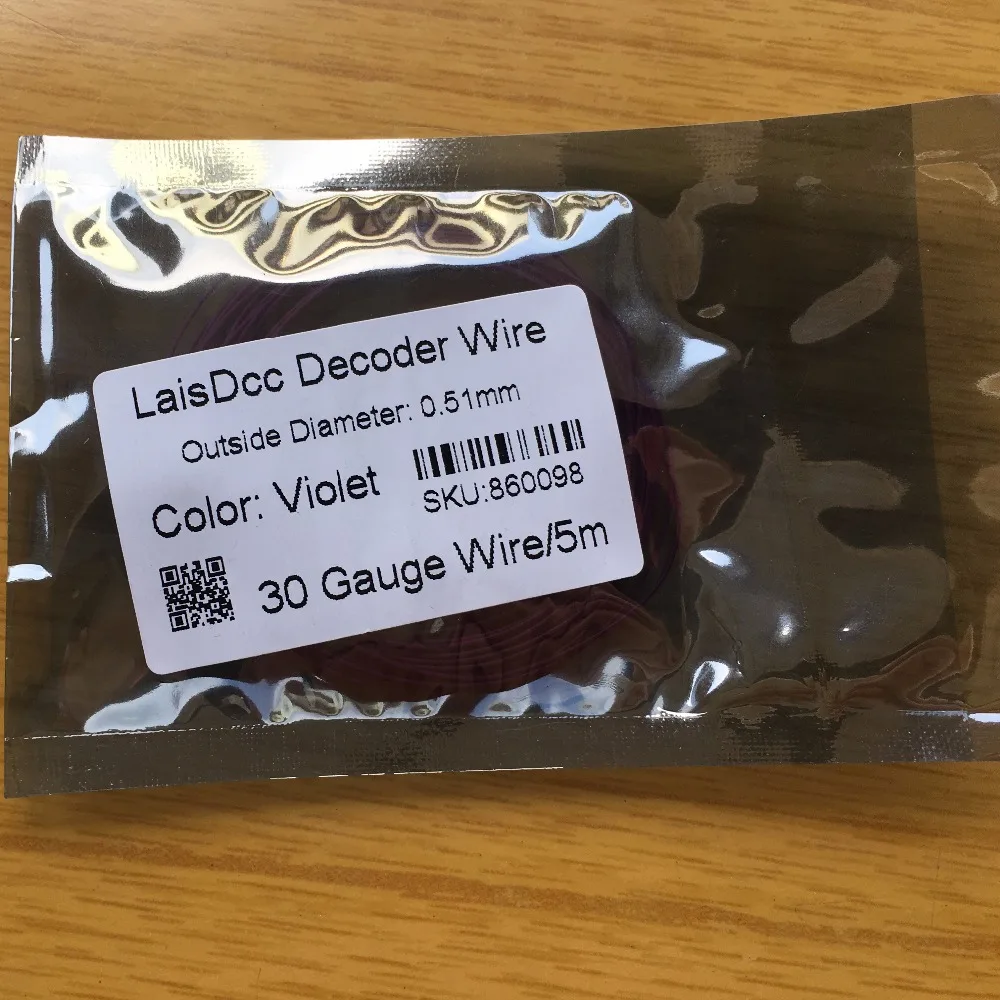 LaisDcc Decoder Wire
Outside Diameter: 0.51mm
Color: Violet
SKU:860098
30 Gauge Wire/5m